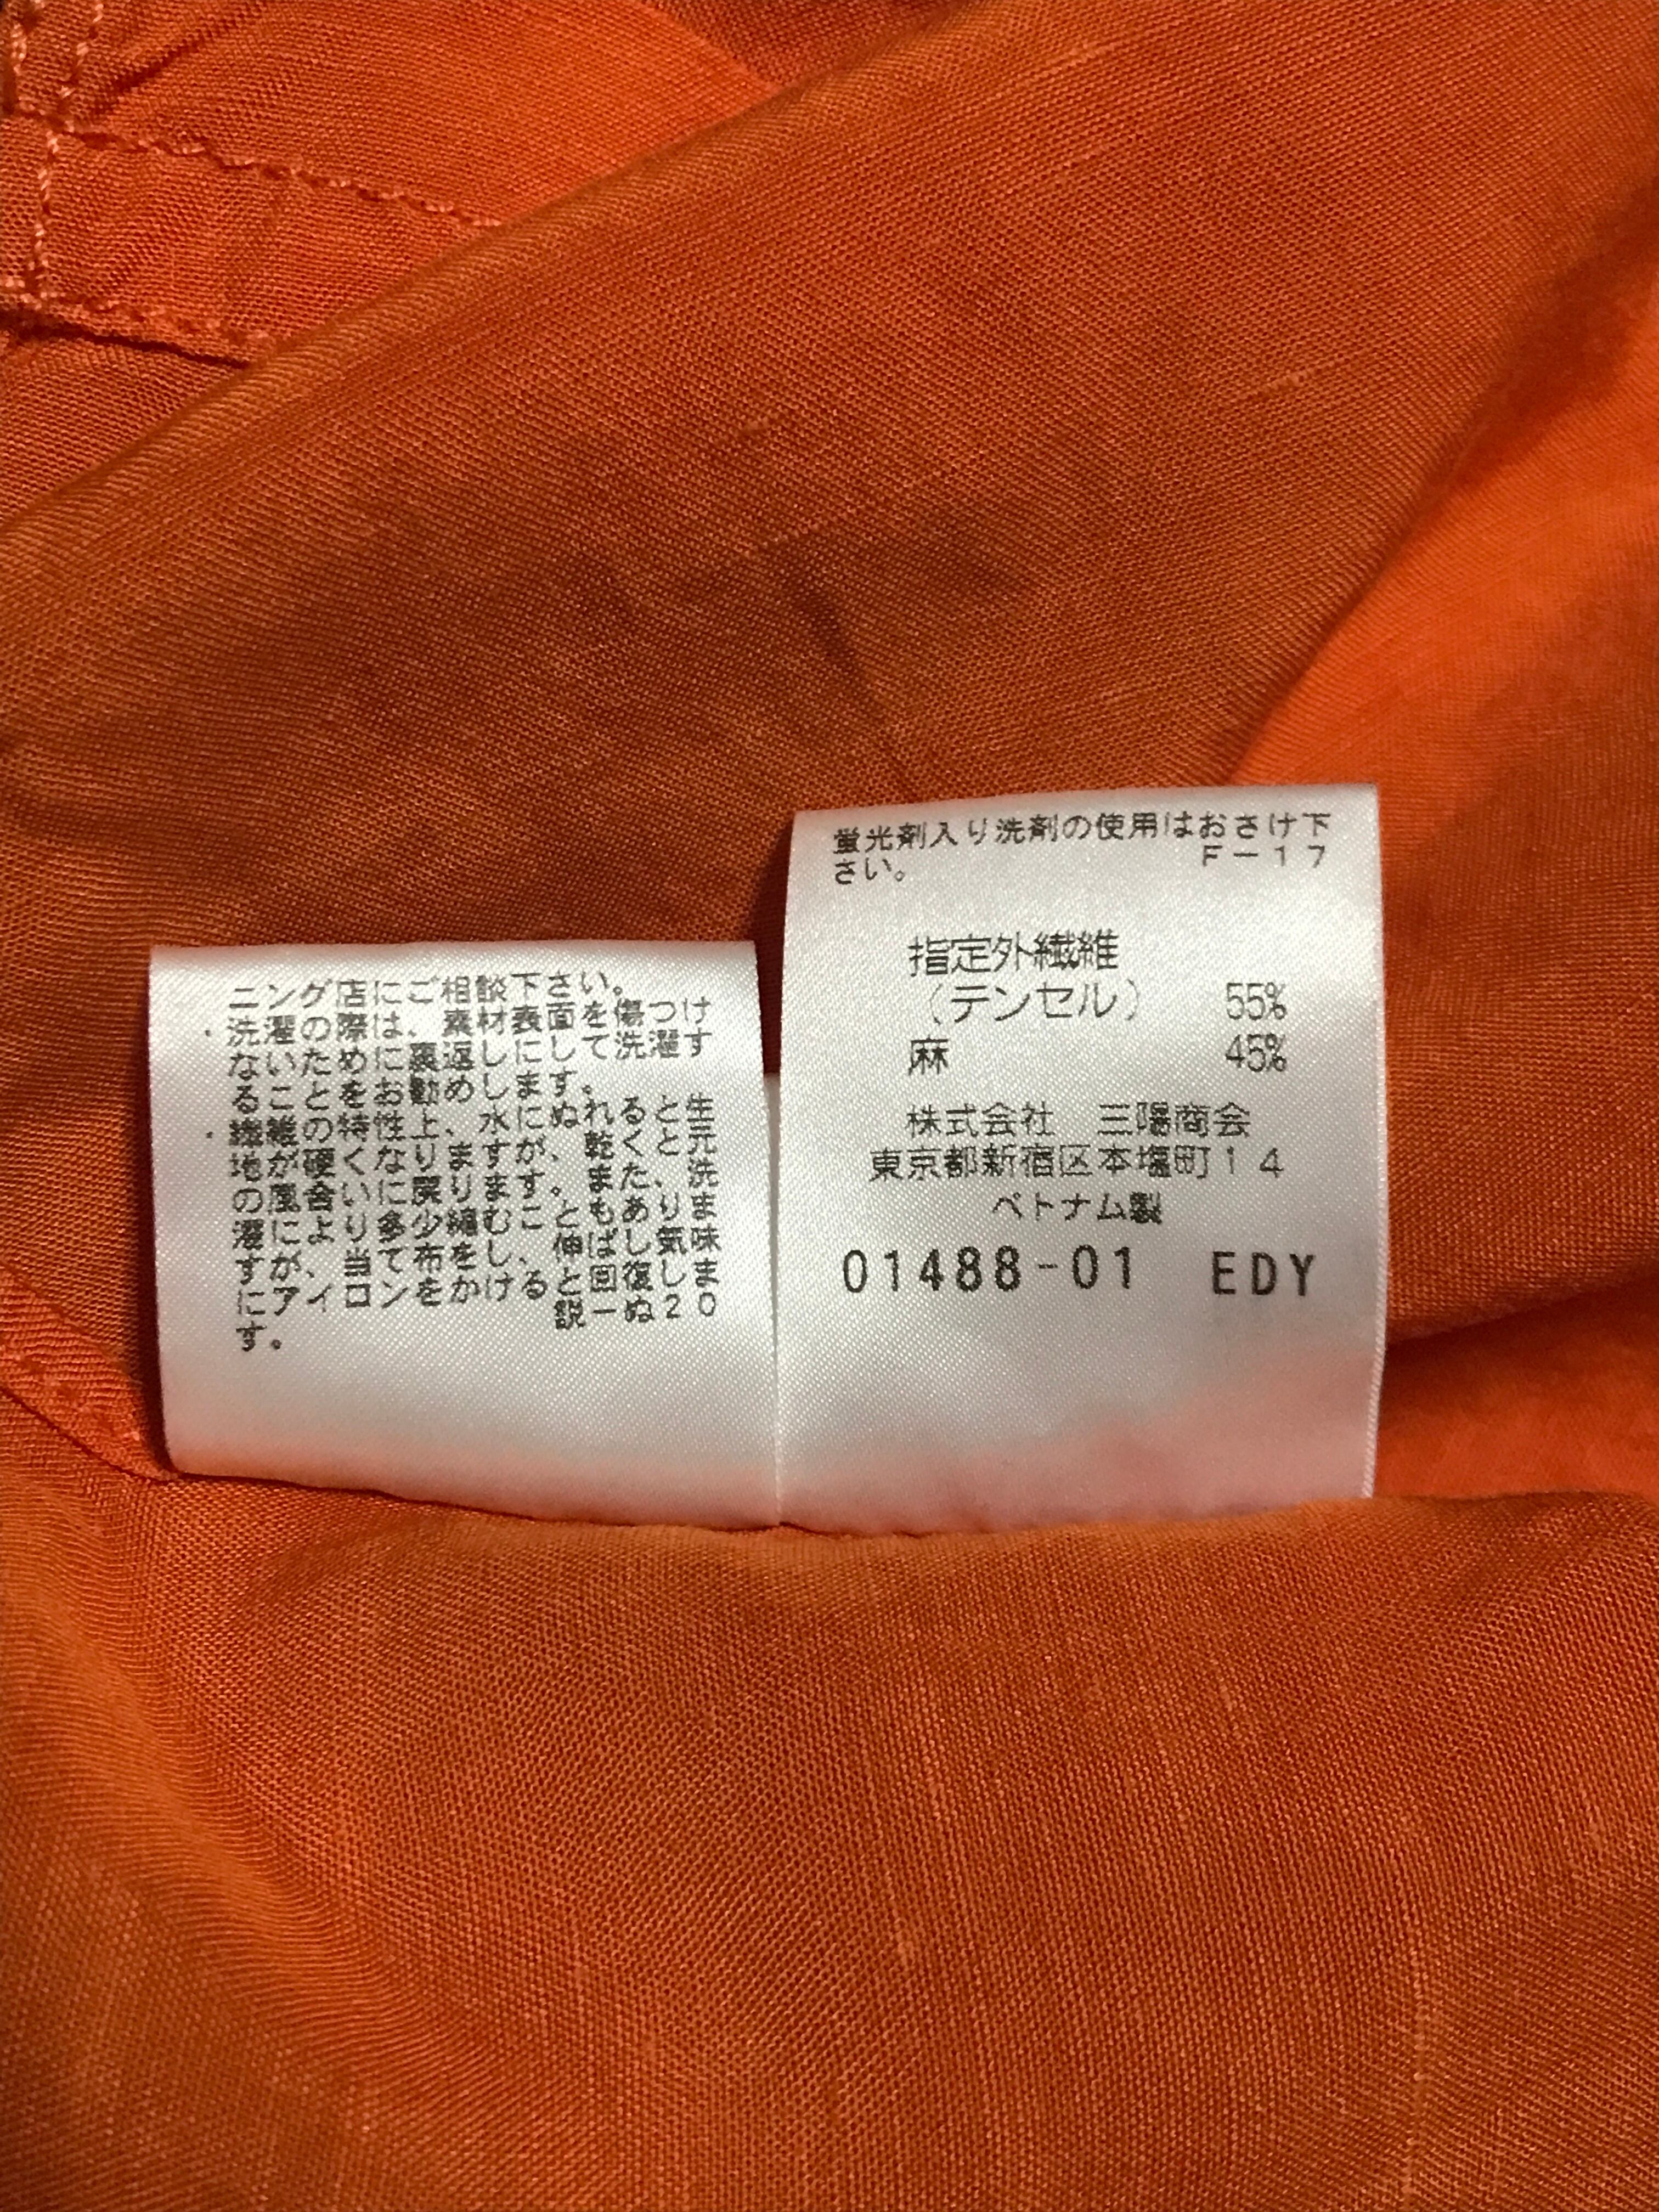 ニング店にご相談下さい。
・洗濯の際は、素材表面を傷つけ
ないために裏返しにして洗濯す
ることをお勧めします。
・繊維の特性上、水にぬれると生
地が硬くなりますが、乾くと元
の風合いに戻ります。また、洗
濯により多少縮むこともありま
すが、当て布をし、伸ばし気味
にアイロンをかけると回復しま
す。 説ーぬ20
蛍光剤入り洗剤の使用はおさけ下
さい。 F－17
指定外繊維
（テンセル） 55%
麻 45%
株式会社 三陽商会
東京都新宿区本塩町14
ベトナム製
01488-01 EDY